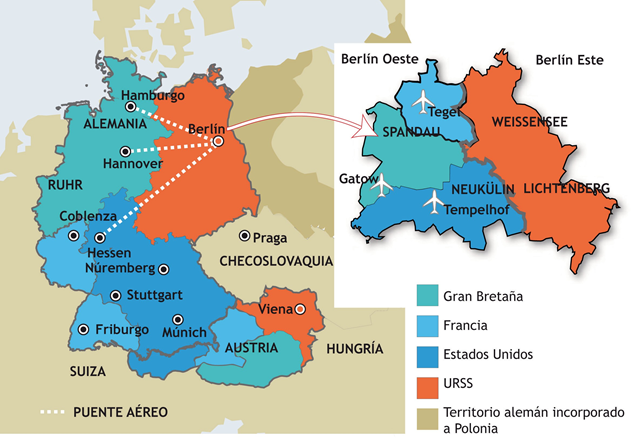 Hamburgo
ALEMANIA
Berlín
Hannover
RUHR
Coblenza
Hessen
Núremberg
Praga
CHECOSLOVAQUIA
Stuttgart
Viena
Friburgo
Múnich
AUSTRIA
HUNGRÍA
SUIZA
PUENTE AÉREO
Berlín Oeste
Berlín Este
Tegel
WEISSENSEE
SPANDAU
Gatow
NEUKÜLIN
LICHTENBERG
Tempelhof
Gran Bretaña
Francia
Estados Unidos
URSS
Territorio alemán incorporado
a Polonia